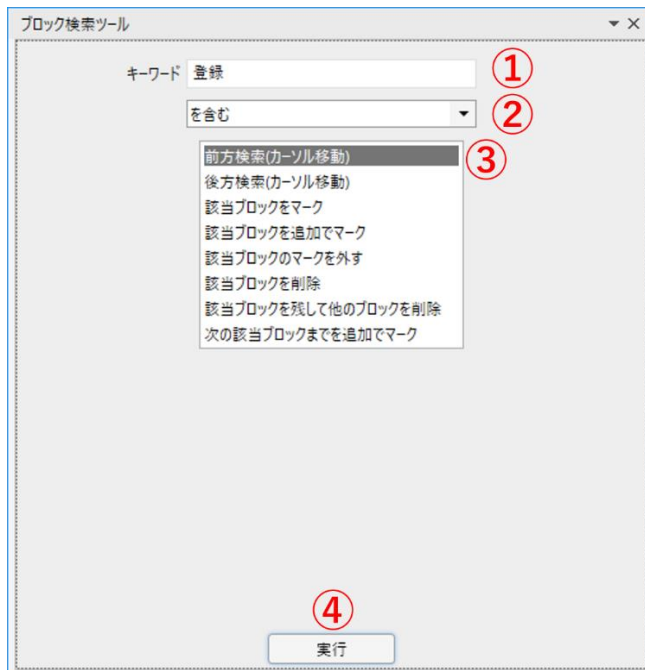 ブロック検索ツール
キーワード 登録 ①
を含む ②
前方検索(カーソル移動) ③
後方検索(カーソル移動)
該当ブロックをマーク
該当ブロックを追加でマーク
該当ブロックのマークを外す
該当ブロックを削除
該当ブロックを残して他のブロックを削除
次の該当ブロックまでを追加でマーク
④
実行